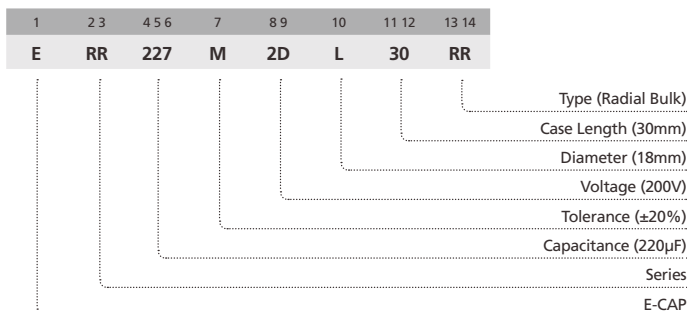 1 2 3 4 5 6 7 8 9 10 11 12 13 14
E RR 227 M 2D L 30 RR
Type (Radial Bulk)
Case Length (30mm)
Diameter (18mm)
Voltage (200V)
Tolerance (±20%)
Capacitance (220μF)
Series
E-CAP